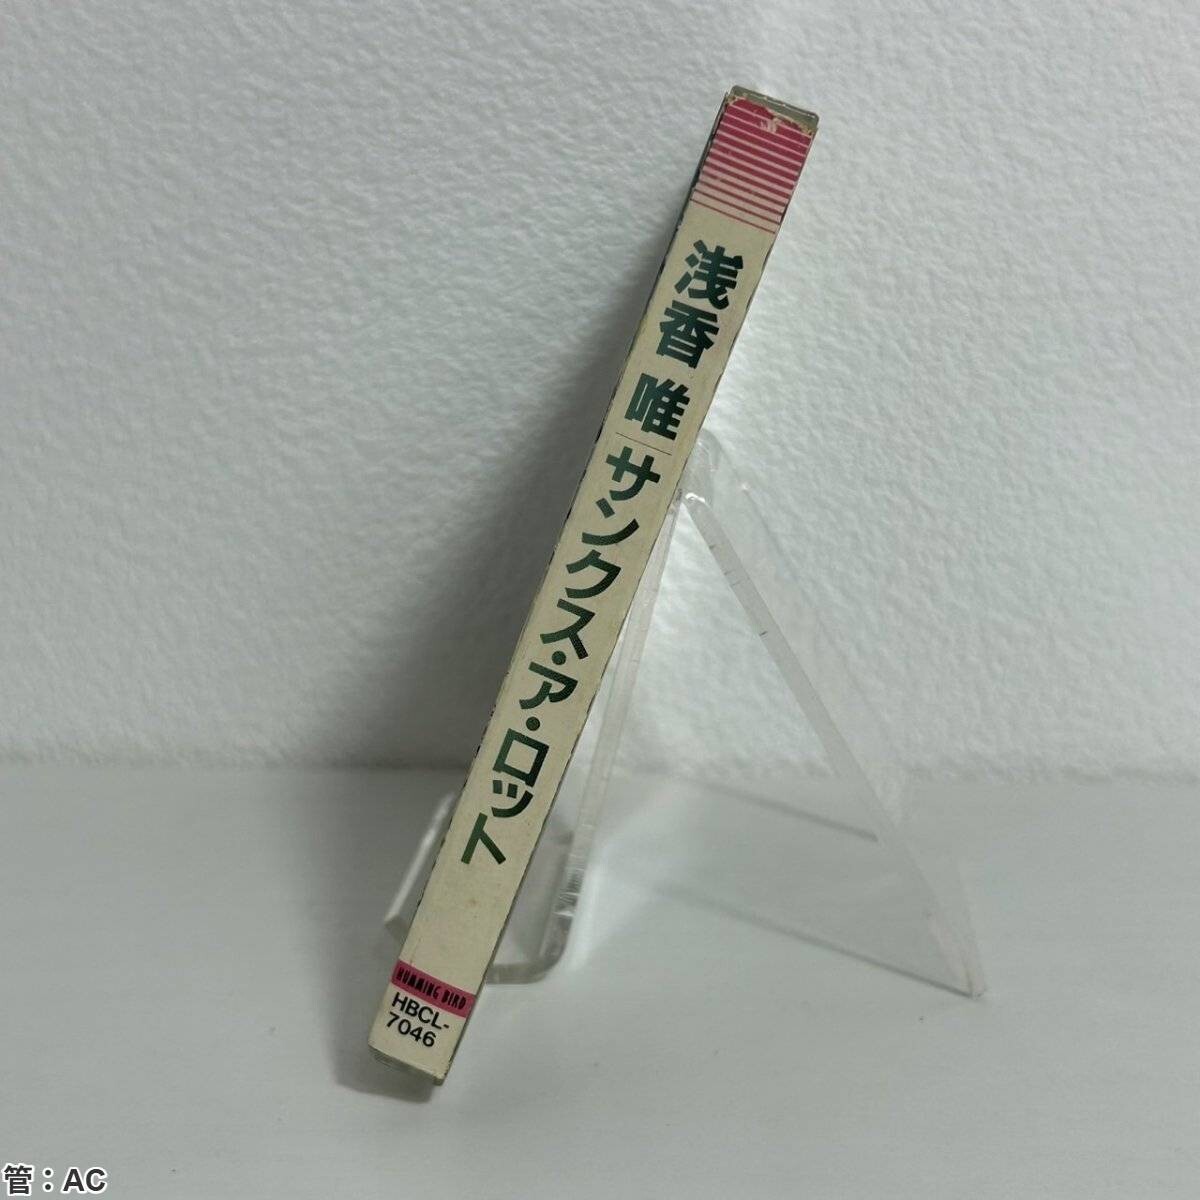 浅香 唯
サンクス・ア・ロット
HUMMING BIRD
HBCL-
7046
管：AC